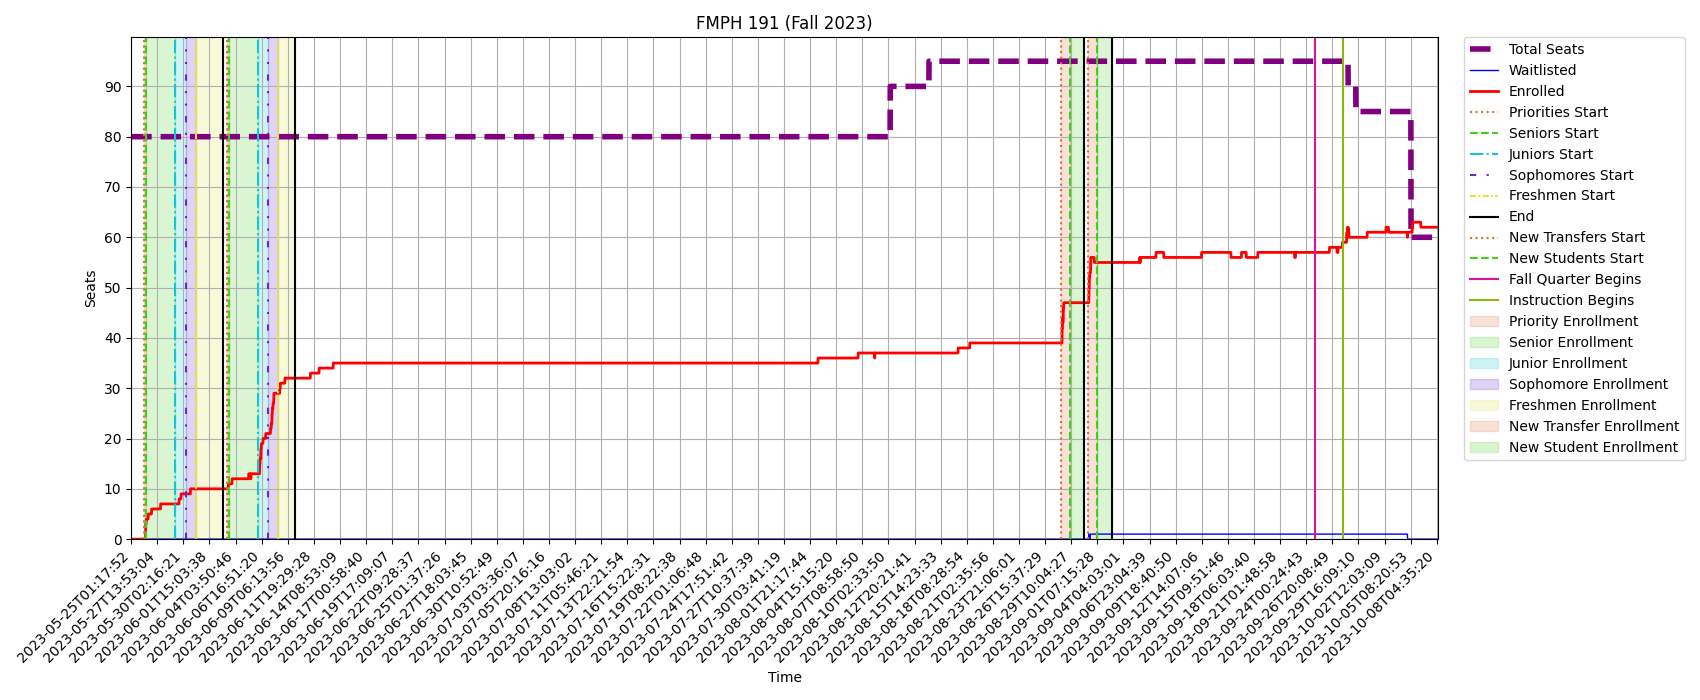 FMPH 191 (Fall 2023)
Seats
90
80
70
60
50
40
30
20
10
0
2023-05-25T01:17:52
2023-05-27T13:53:04
2023-05-30T02:16:21
2023-06-01T15:03:38
2023-06-04T03:50:46
2023-06-06T16:51:20
2023-06-09T06:13:56
2023-06-11T19:29:28
2023-06-14T08:53:09
2023-06-17T00:58:40
2023-06-19T17:09:07
2023-06-22T09:28:37
2023-06-25T01:37:26
2023-06-27T18:03:45
2023-06-30T10:52:49
2023-07-03T03:36:07
2023-07-05T20:16:16
2023-07-08T13:03:02
2023-07-11T05:46:21
2023-07-13T22:21:54
2023-07-16T15:22:31
2023-07-19T08:22:38
2023-07-22T01:06:48
2023-07-24T17:51:42
2023-07-27T10:37:39
2023-07-30T03:41:19
2023-08-01T21:17:44
2023-08-04T15:15:20
2023-08-07T08:58:50
2023-08-10T02:33:50
2023-08-12T20:21:41
2023-08-15T14:23:33
2023-08-18T08:28:54
2023-08-21T02:35:56
2023-08-23T21:06:01
2023-08-26T15:37:29
2023-08-29T10:04:27
2023-09-01T07:15:28
2023-09-04T04:03:01
2023-09-06T23:04:39
2023-09-09T18:40:50
2023-09-12T14:07:06
2023-09-15T09:51:46
2023-09-18T06:03:40
2023-09-21T01:48:58
2023-09-24T00:24:43
2023-09-26T20:08:49
2023-09-29T16:09:10
2023-10-02T12:03:09
2023-10-05T08:20:53
2023-10-08T04:35:20
Time
Total Seats
Waitlisted
Enrolled
Priorities Start
Seniors Start
Juniors Start
Sophomores Start
Freshmen Start
End
New Transfers Start
New Students Start
Fall Quarter Begins
Instruction Begins
Priority Enrollment
Senior Enrollment
Junior Enrollment
Sophomore Enrollment
Freshmen Enrollment
New Transfer Enrollment
New Student Enrollment